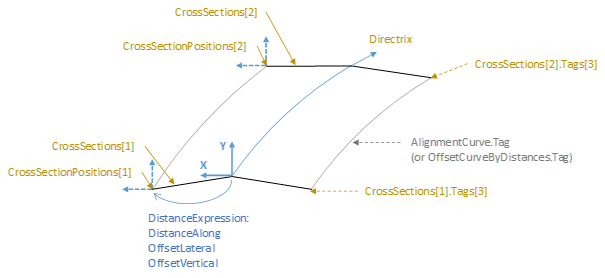 CrossSections[2]
Directrix
CrossSectionPositions[2]
CrossSections[2].Tags[3]
CrossSections[1]
AlignmentCurve.Tag
(or OffsetCurveByDistances.Tag)
Y
X
CrossSectionPositions[1]
CrossSections[1].Tags[3]
DistanceExpression:
DistanceAlong
OffsetLateral
OffsetVertical